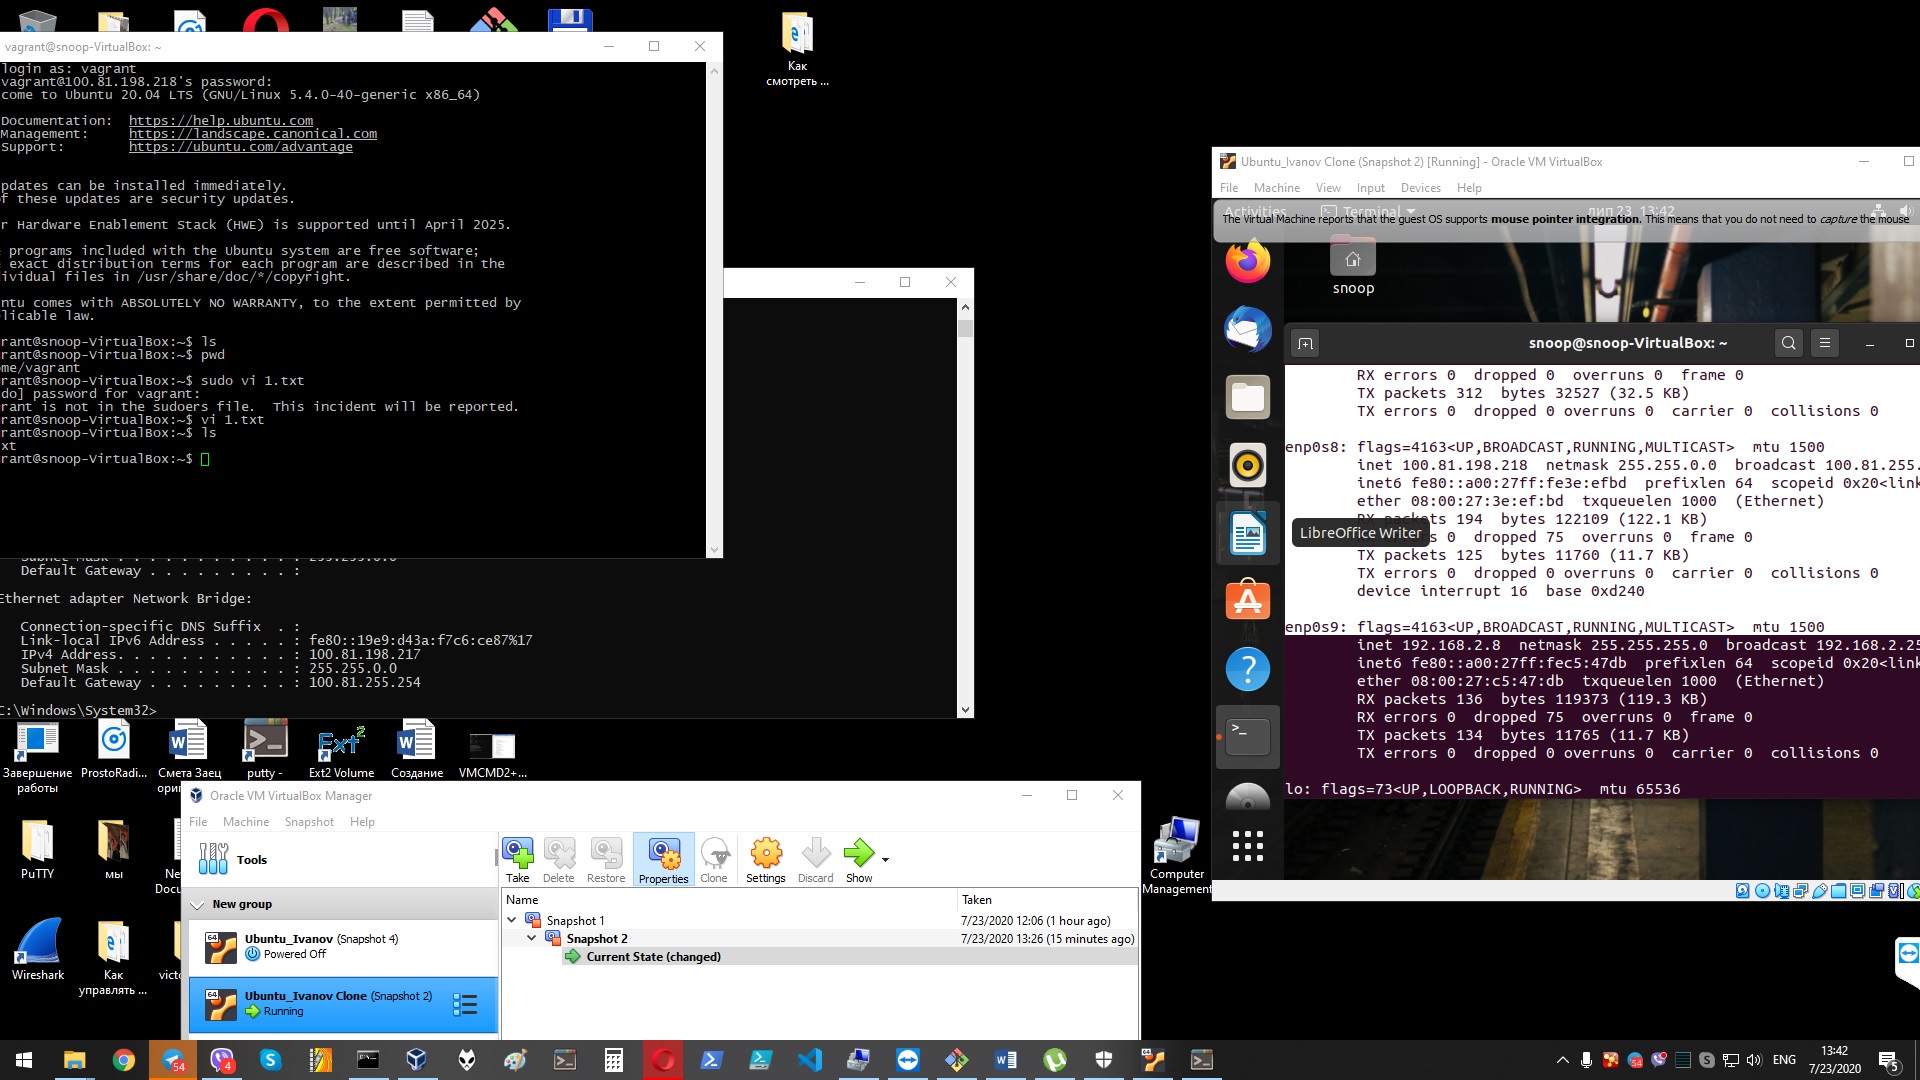 vagrant@snoop-VirtualBox: ~
login as: vagrant
vagrant@100.81.198.218's password:
come to Ubuntu 20.04 LTS (GNU/Linux 5.4.0-40-generic x86_64)
Documentation:  https://help.ubuntu.com
Management:     https://landscape.canonical.com
Support:        https://ubuntu.com/advantage
pdates can be installed immediately.
f these updates are security updates.
r Hardware Enablement Stack (HWE) is supported until April 2025.
programs included with the Ubuntu system are free software;
exact distribution terms for each program are described in the
ividual files in /usr/share/doc/*/copyright.
ntu comes with ABSOLUTELY NO WARRANTY, to the extent permitted by
licable law.
rant@snoop-VirtualBox:~$ ls
rant@snoop-VirtualBox:~$ pwd
ome/vagrant
rant@snoop-VirtualBox:~$ sudo vi 1.txt
do] password for vagrant:
rant is not in the sudoers file.  This incident will be reported.
rant@snoop-VirtualBox:~$ vi 1.txt
rant@snoop-VirtualBox:~$ ls
xt
rant@snoop-VirtualBox:~$
Как
смотреть ...
Subnet Mask . . . . . . . . . . . : 255.255.0.0
Default Gateway . . . . . . . . . :
Ethernet adapter Network Bridge:
Connection-specific DNS Suffix  . :
Link-local IPv6 Address . . . . . : fe80::19e9:d43a:f7c6:ce87%17
IPv4 Address. . . . . . . . . . . : 100.81.198.217
Subnet Mask . . . . . . . . . . . : 255.255.0.0
Default Gateway . . . . . . . . . : 100.81.255.254
C:\Windows\System32>
Завершение
работы
ProstoRadi...
Смета Заец
ориг
putty -
Ext2
Ext2 Volume
Создание
VMCMD2+...
PuTTY
мы
Ne
Docu
Wireshark
Как
управлять ...
victo
Computer
Management
Oracle VM VirtualBox Manager
File Machine Snapshot Help
Tools
Take Delete Restore Properties Clone Settings Discard Show
New group
Name Taken
Snapshot 1 7/23/2020 12:06 (1 hour ago)
Snapshot 2 7/23/2020 13:26 (15 minutes ago)
Current State (changed)
64
Ubuntu_Ivanov (Snapshot 4)
Powered Off
64
Ubuntu_Ivanov Clone (Snapshot 2)
Running
Ubuntu_Ivanov Clone (Snapshot 2) [Running] - Oracle VM VirtualBox
File Machine View Input Devices Help
Activities Terminal лип 23 13:42
The Virtual Machine reports that the guest OS supports mouse pointer integration. This means that you do not need to capture the mouse
snoop
snoop@snoop-VirtualBox: ~
RX errors 0  dropped 0  overruns 0  frame 0
TX packets 312  bytes 32527 (32.5 KB)
TX errors 0  dropped 0 overruns 0  carrier 0  collisions 0
enp0s8: flags=4163<UP,BROADCAST,RUNNING,MULTICAST>  mtu 1500
inet 100.81.198.218  netmask 255.255.0.0  broadcast 100.81.255.
inet6 fe80::a00:27ff:fe3e:efbd  prefixlen 64  scopeid 0x20<link
ether 08:00:27:3e:ef:bd  txqueuelen 1000  (Ethernet)
RX packets 194  bytes 122109 (122.1 KB)
LibreOffice Writer
s 0  dropped 75  overruns 0  frame 0
TX packets 125  bytes 11760 (11.7 KB)
TX errors 0  dropped 0 overruns 0  carrier 0  collisions 0
device interrupt 16  base 0xd240
enp0s9: flags=4163<UP,BROADCAST,RUNNING,MULTICAST>  mtu 1500
inet 192.168.2.8  netmask 255.255.255.0  broadcast 192.168.2.25
inet6 fe80::a00:27ff:fec5:47db  prefixlen 64  scopeid 0x20<link
ether 08:00:27:c5:47:db  txqueuelen 1000  (Ethernet)
RX packets 136  bytes 119373 (119.3 KB)
RX errors 0  dropped 75  overruns 0  frame 0
TX packets 134  bytes 11765 (11.7 KB)
TX errors 0  dropped 0 overruns 0  carrier 0  collisions 0
lo: flags=73<UP,LOOPBACK,RUNNING>  mtu 65536
54
4
54
ENG
13:42
7/23/2020
5